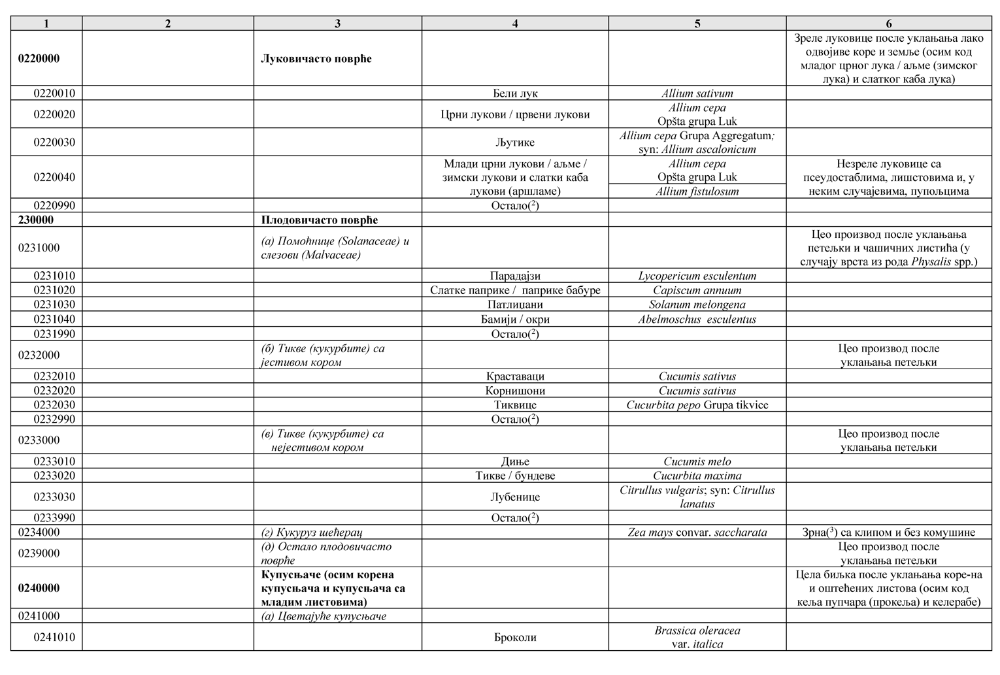 1 2 3 4 5 6
0220000 Луковичасто поврће Зреле луковице после уклањања лако
одвојиве коре и земље (осим код
младог црног лука / аљме (зимског
лука) и слатког каба лука)
0220010 Бели лук Allium sativum
0220020 Црни лукови / црвени лукови Allium cepa
Opšta grupa Luk
0220030 Љутике Allium cepa Grupa Aggregatum;
syn: Allium ascalonicum
0220040 Млади црни лукови / аљме /
зимски лукови и слатки каба
лукови (аршламе)
Allium cepa
Opšta grupa Luk
Allium fistulosum
Незреле луковице са
псеудостаблима, лишстовима и, у
неким случајевима, пупољцима
0220990 Остало(2)
230000 Плодовичасто поврће
0231000 (а) Помоћнице (Solanaceae) и
слезови (Malvaceae)
Цео производ после уклањања
петељки и чашичних листића (у
случају врста из рода Physalis spp.)
0231010 Парадајзи Lycopericum esculentum
0231020 Слатке паприке / паприке бабуре Capiscum annuum
0231030 Патлиџани Solanum melongena
0231040 Бамији / окри Abelmoschus esculentus
0231990 Остало(2)
0232000 (б) Тикве (кукурбите) са
јестивом кором
Цео производ после
уклањања петељки
0232010 Краставаци Cucumis sativus
0232020 Корнишони Cucumis sativus
0232030 Тиквице Cucurbita pepo Grupa tikvice
0232990 Остало(2)
0233000 (в) Тикве (кукурбите) са
нејестивом кором
Цео производ после
уклањања петељки
0233010 Диње Cucumis melo
0233020 Тикве / бундеве Cucurbita maxima
0233030 Лубенице Citrullus vulgaris; syn: Citrullus
lanatus
0233990 Остало(2)
0234000 (г) Кукуруз шећерац Zea mays convar. saccharata Зрна(3) са клипом и без комушине
0239000 (д) Остало плодовичасто
поврће
Цео производ после
уклањања петељки
0240000 Купусњаче (осим корена
купусњача и купусњача са
младим листовима)
Цела биљка после уклањања коре-на
и оштећених листова (осим код
кеља пупчара (прокеља) и келерабе)
0241000 (а) Цветајуће купусњаче
0241010 Броколи Brassica oleracea
var. italica